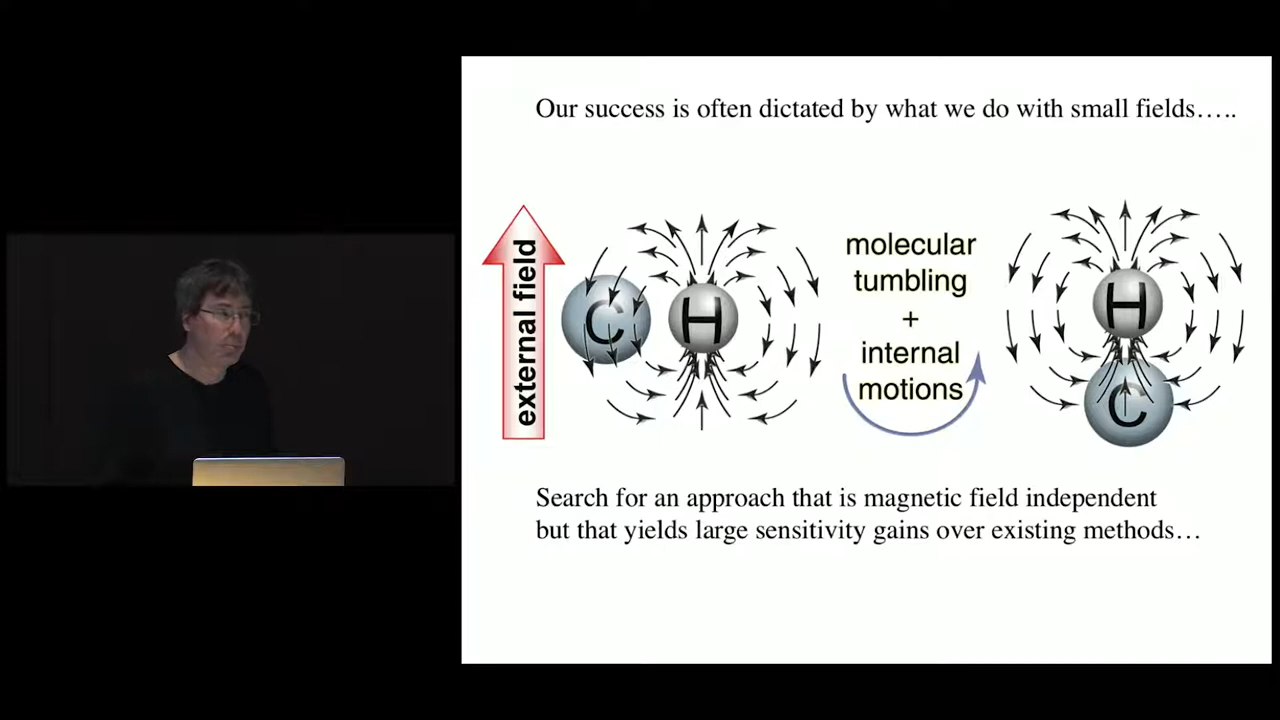 Our success is often dictated by what we do with small fields…..
external field
C
H
molecular
tumbling
+
internal
motions
H
C
Search for an approach that is magnetic field independent
but that yields large sensitivity gains over existing methods…